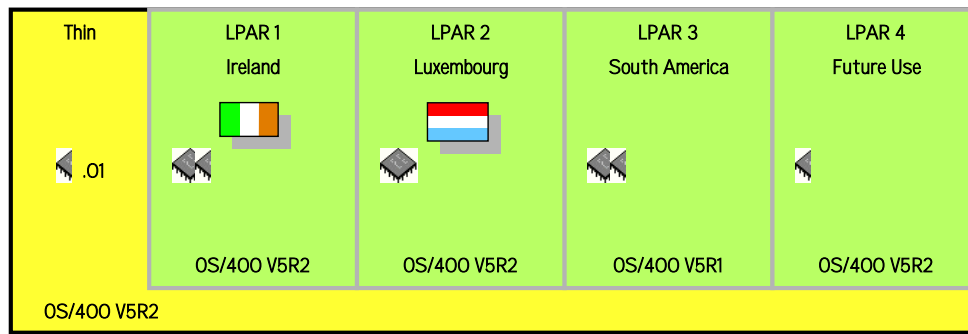 Thin
.01
OS/400 V5R2
LPAR 1
Ireland
OS/400 V5R2
LPAR 2
Luxembourg
OS/400 V5R2
LPAR 3
South America
OS/400 V5R1
LPAR 4
Future Use
OS/400 V5R2